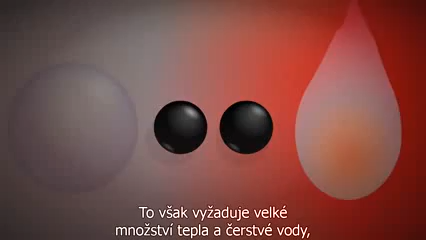 To však vyžaduje velké
množství tepla a čerstvé vody,